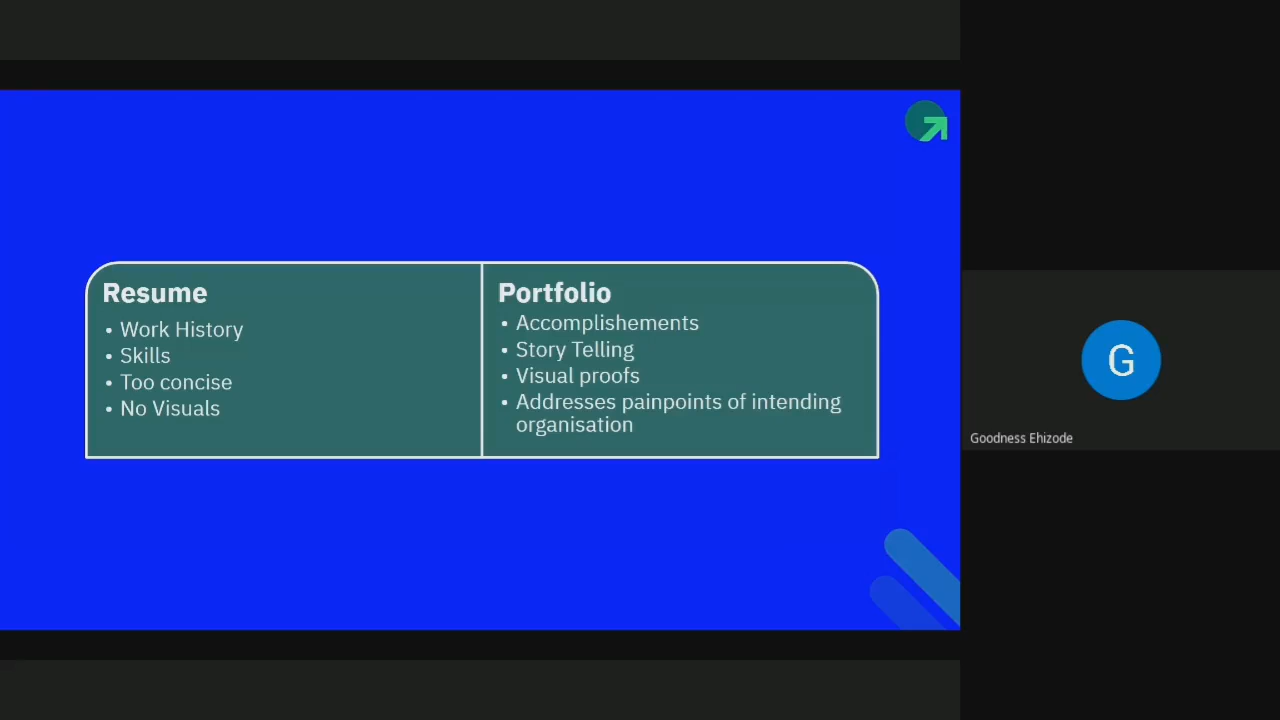 Resume
• Work History
• Skills
• Too concise
• No Visuals
Portfolio
• Accomplishements
• Story Telling
• Visual proofs
• Addresses painpoints of intending
organisation
G
Goodness Ehizode